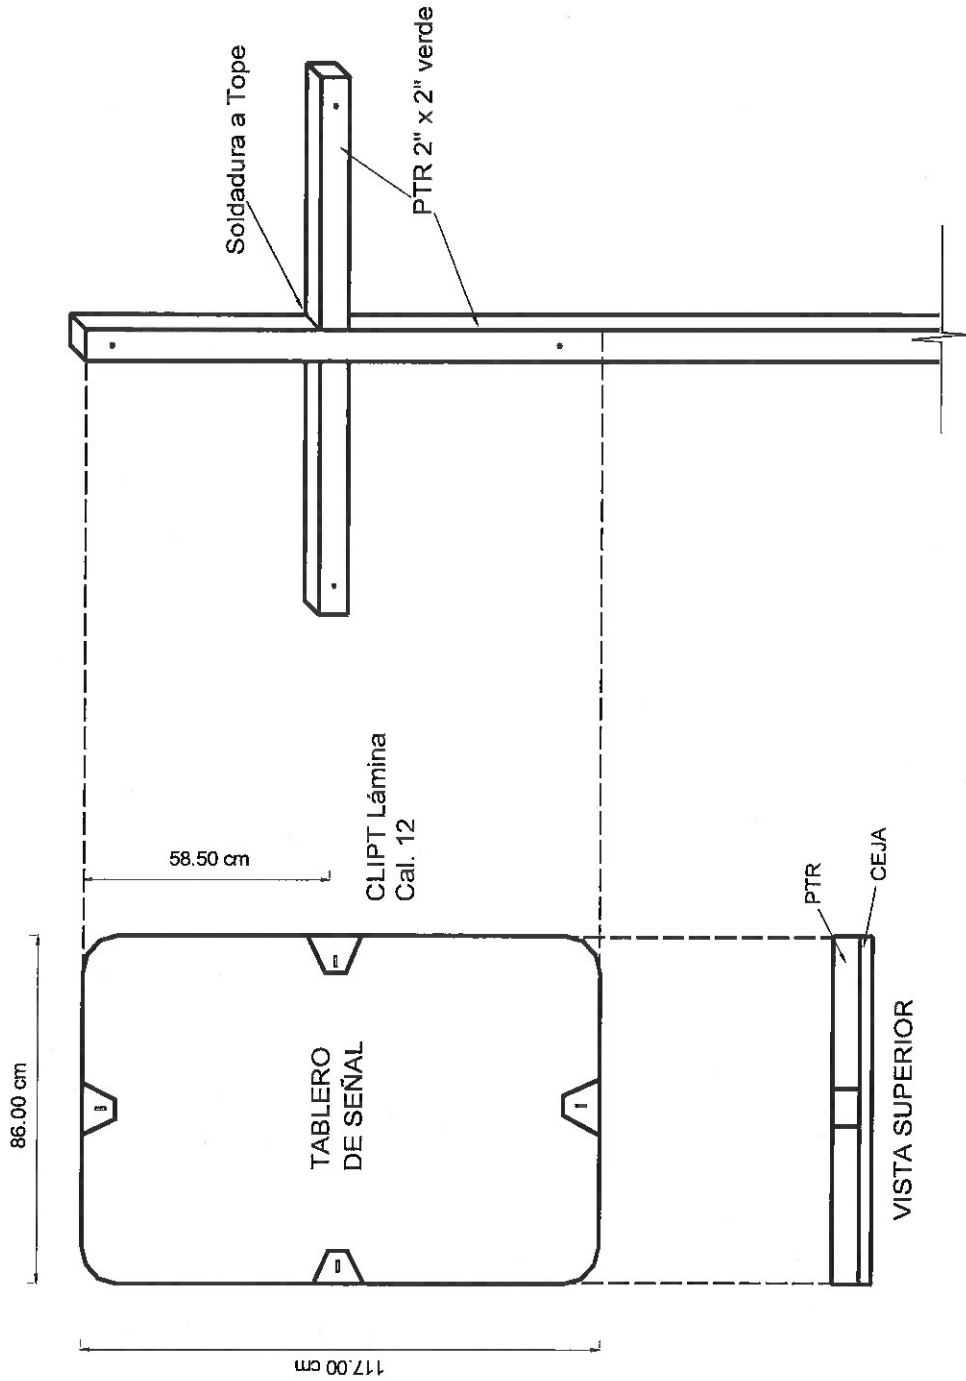 86.00 cm
117.00 cm
TABLERO
DE SEÑAL
58.50 cm
CLIPT Lámina
Cal. 12
Soldadura a Tope
PTR 2" x 2" verde
PTR
CEJA
VISTA SUPERIOR